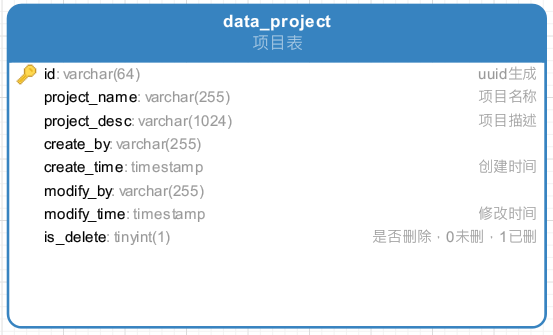 data_project
项目表
id: varchar(64) uuid生成
project_name: varchar(255) 项目名称
project_desc: varchar(1024) 项目描述
create_by: varchar(255)
create_time: timestamp 创建时间
modify_by: varchar(255)
modify_time: timestamp 修改时间
is_delete: tinyint(1) 是否删除 · 0未删 · 1已删